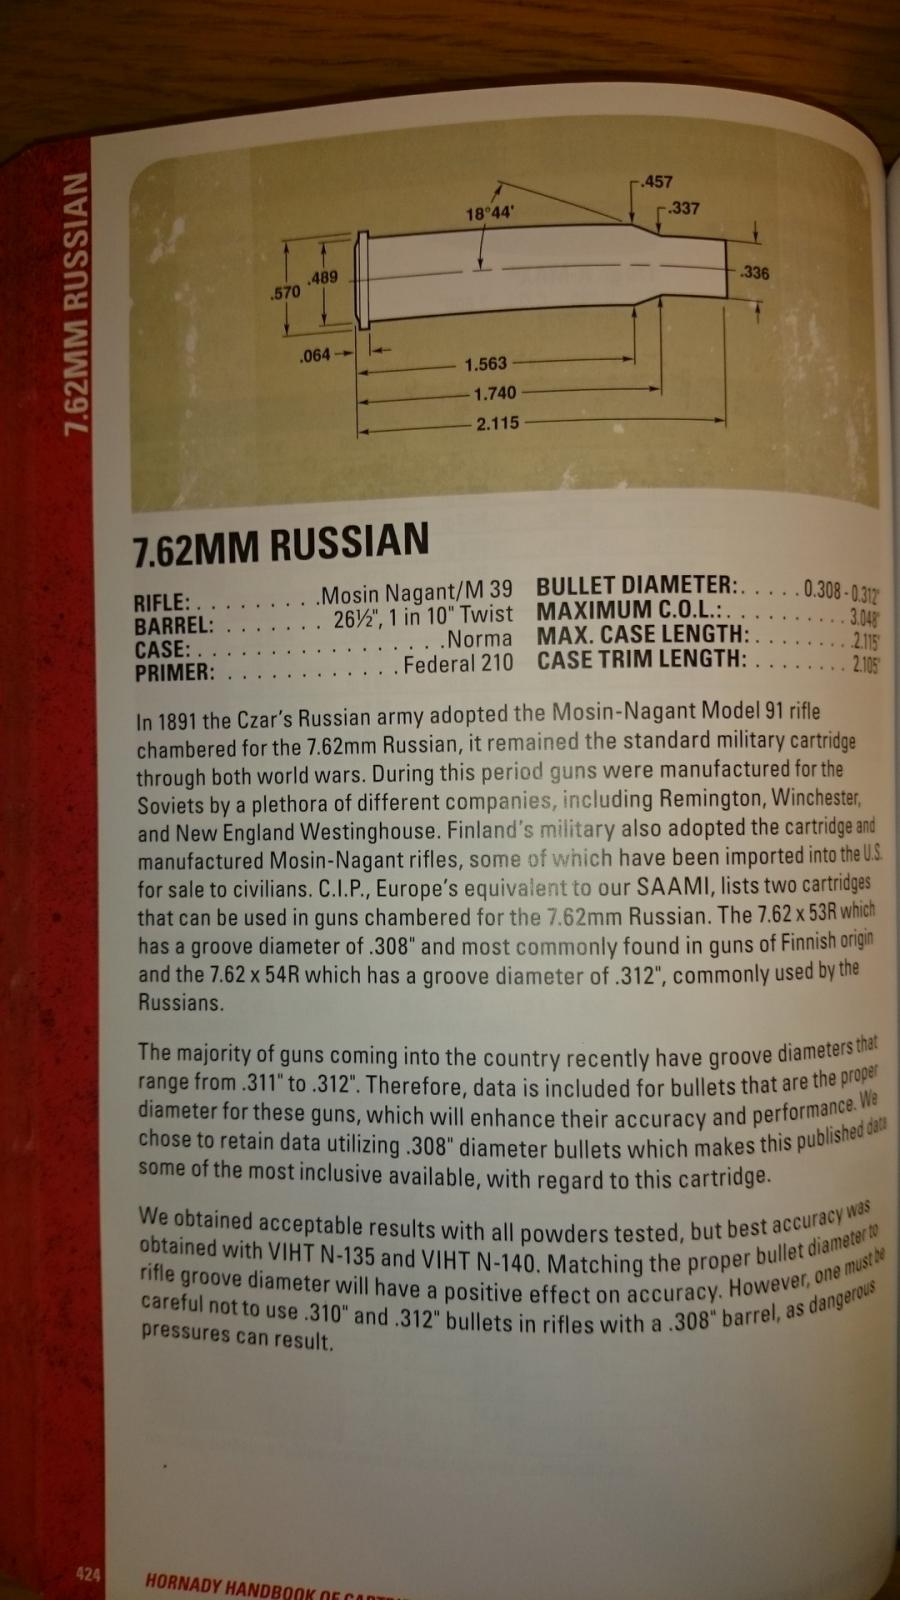 7.62MM RUSSIAN
.457
.337
18°44'
.336
.489
.570
.064
1.563
1.740
2.115
7.62MM RUSSIAN
RIFLE: . . . . . . . . .Mosin Nagant/M 39
BARREL: . . . . . . . 26½", 1 in 10" Twist
CASE: . . . . . . . . . . . . . . . . . .Norma
PRIMER: . . . . . . . . . . . . Federal 210
BULLET DIAMETER: . . . . . 0.308 - 0.312"
MAXIMUM C.O.L.: . . . . . . . . . . 3.048"
MAX. CASE LENGTH: . . . . . . . . .2.115"
CASE TRIM LENGTH: . . . . . . . . 2.105"
In 1891 the Czar's Russian army adopted the Mosin-Nagant Model 91 rifle
chambered for the 7.62mm Russian, it remained the standard military cartridge
through both world wars. During this period guns were manufactured for the
Soviets by a plethora of different companies, including Remington, Winchester,
and New England Westinghouse. Finland's military also adopted the cartridge and
manufactured Mosin-Nagant rifles, some of which have been imported into the U.S.
for sale to civilians. C.I.P., Europe's equivalent to our SAAMI, lists two cartridges
that can be used in guns chambered for the 7.62mm Russian. The 7.62 x 53R which
has a groove diameter of .308" and most commonly found in guns of Finnish origin
and the 7.62 x 54R which has a groove diameter of .312", commonly used by the
Russians.
The majority of guns coming into the country recently have groove diameters that
range from .311" to .312". Therefore, data is included for bullets that are the proper
diameter for these guns, which will enhance their accuracy and performance. We
chose to retain data utilizing .308" diameter bullets which makes this published data
some of the most inclusive available, with regard to this cartridge.
We obtained acceptable results with all powders tested, but best accuracy was
obtained with VIHT N-135 and VIHT N-140. Matching the proper bullet diameter to
rifle groove diameter will have a positive effect on accuracy. However, one must be
careful not to use .310" and .312" bullets in rifles with a .308" barrel, as dangerous
pressures can result.
424
HORNADY HANDBOOK OF